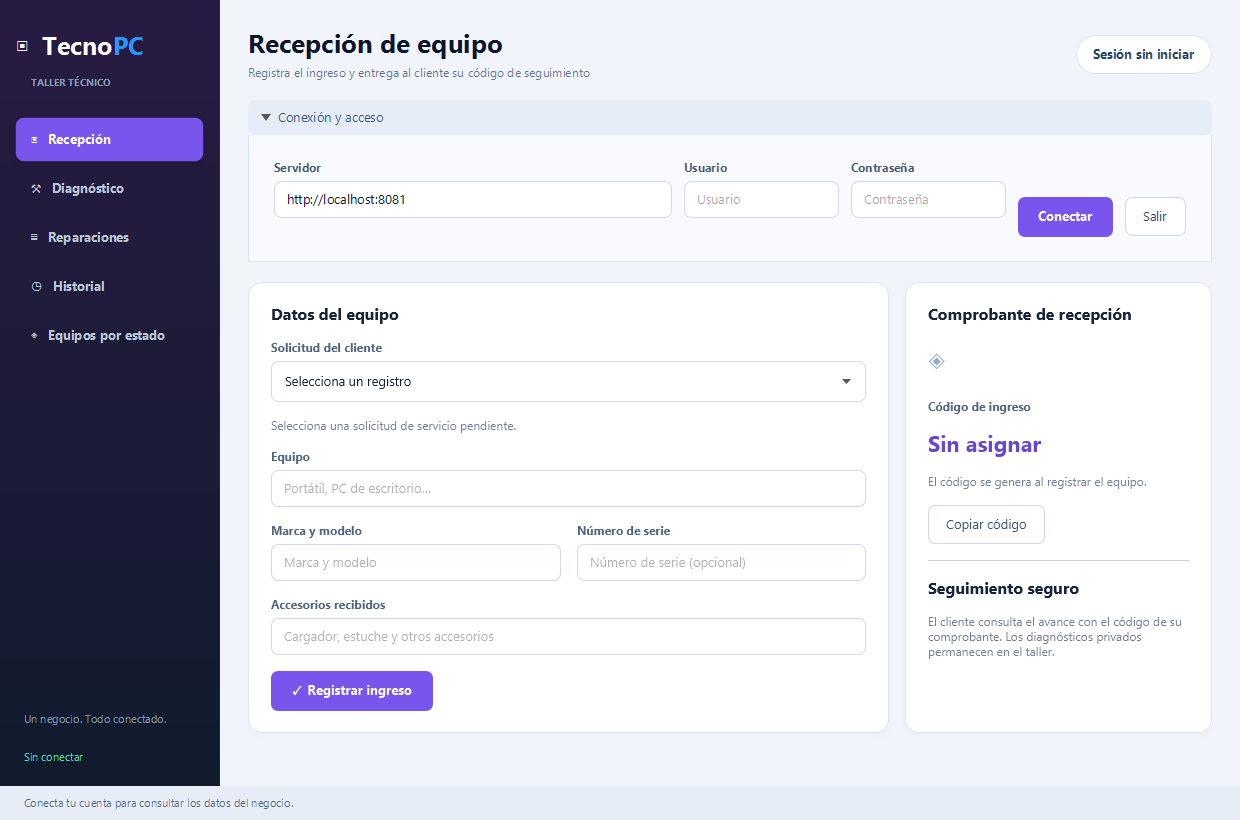 TecnoPC
TALLER TÉCNICO
Recepción
Diagnóstico
Reparaciones
Historial
Equipos por estado
Un negocio. Todo conectado.
Sin conectar
Recepción de equipo
Registra el ingreso y entrega al cliente su código de seguimiento
Sesión sin iniciar
Conexión y acceso
Servidor
http://localhost:8081
Usuario
Usuario
Contraseña
Contraseña
Conectar
Salir
Datos del equipo
Solicitud del cliente
Selecciona un registro
Selecciona una solicitud de servicio pendiente.
Equipo
Portátil, PC de escritorio...
Marca y modelo
Marca y modelo
Número de serie
Número de serie (opcional)
Accesorios recibidos
Cargador, estuche y otros accesorios
✓ Registrar ingreso
Comprobante de recepción
Código de ingreso
Sin asignar
El código se genera al registrar el equipo.
Copiar código
Seguimiento seguro
El cliente consulta el avance con el código de su
comprobante. Los diagnósticos privados
permanecen en el taller.
Conecta tu cuenta para consultar los datos del negocio.